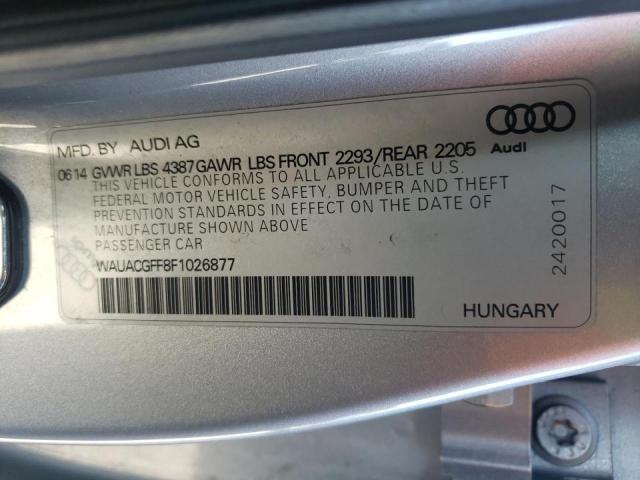 MFD. BY AUDI AG
0614 GVWR LBS 4387GAWR LBS FRONT 2293/REAR 2205
THIS VEHICLE CONFORMS TO ALL APPLICABLE U.S.
FEDERAL MOTOR VEHICLE SAFETY, BUMPER AND THEFT
PREVENTION STANDARDS IN EFFECT ON THE DATE OF
MANUFACTURE SHOWN ABOVE
PASSENGER CAR
WAUACGFF8F1026877
HUNGARY
Audi
2420017